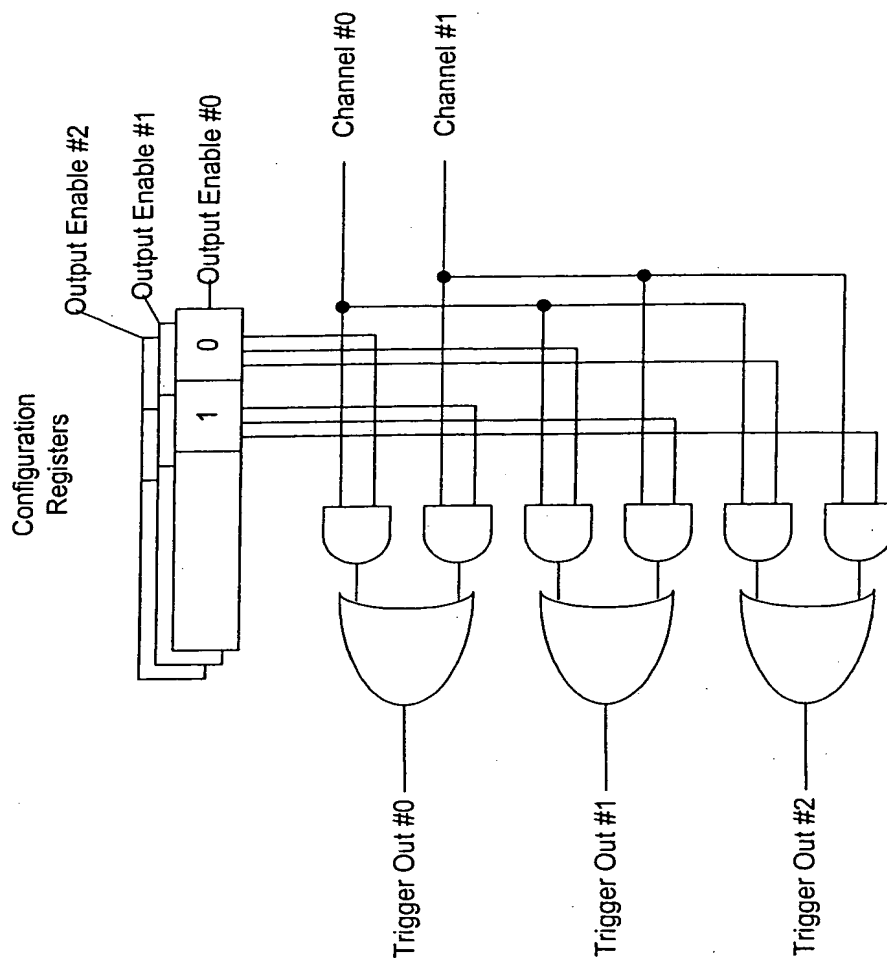 Configuration
Registers
Output Enable #2
Output Enable #1
Output Enable #0
1
0
Channel #0
Channel #1
Trigger Out #0
Trigger Out #1
Trigger Out #2